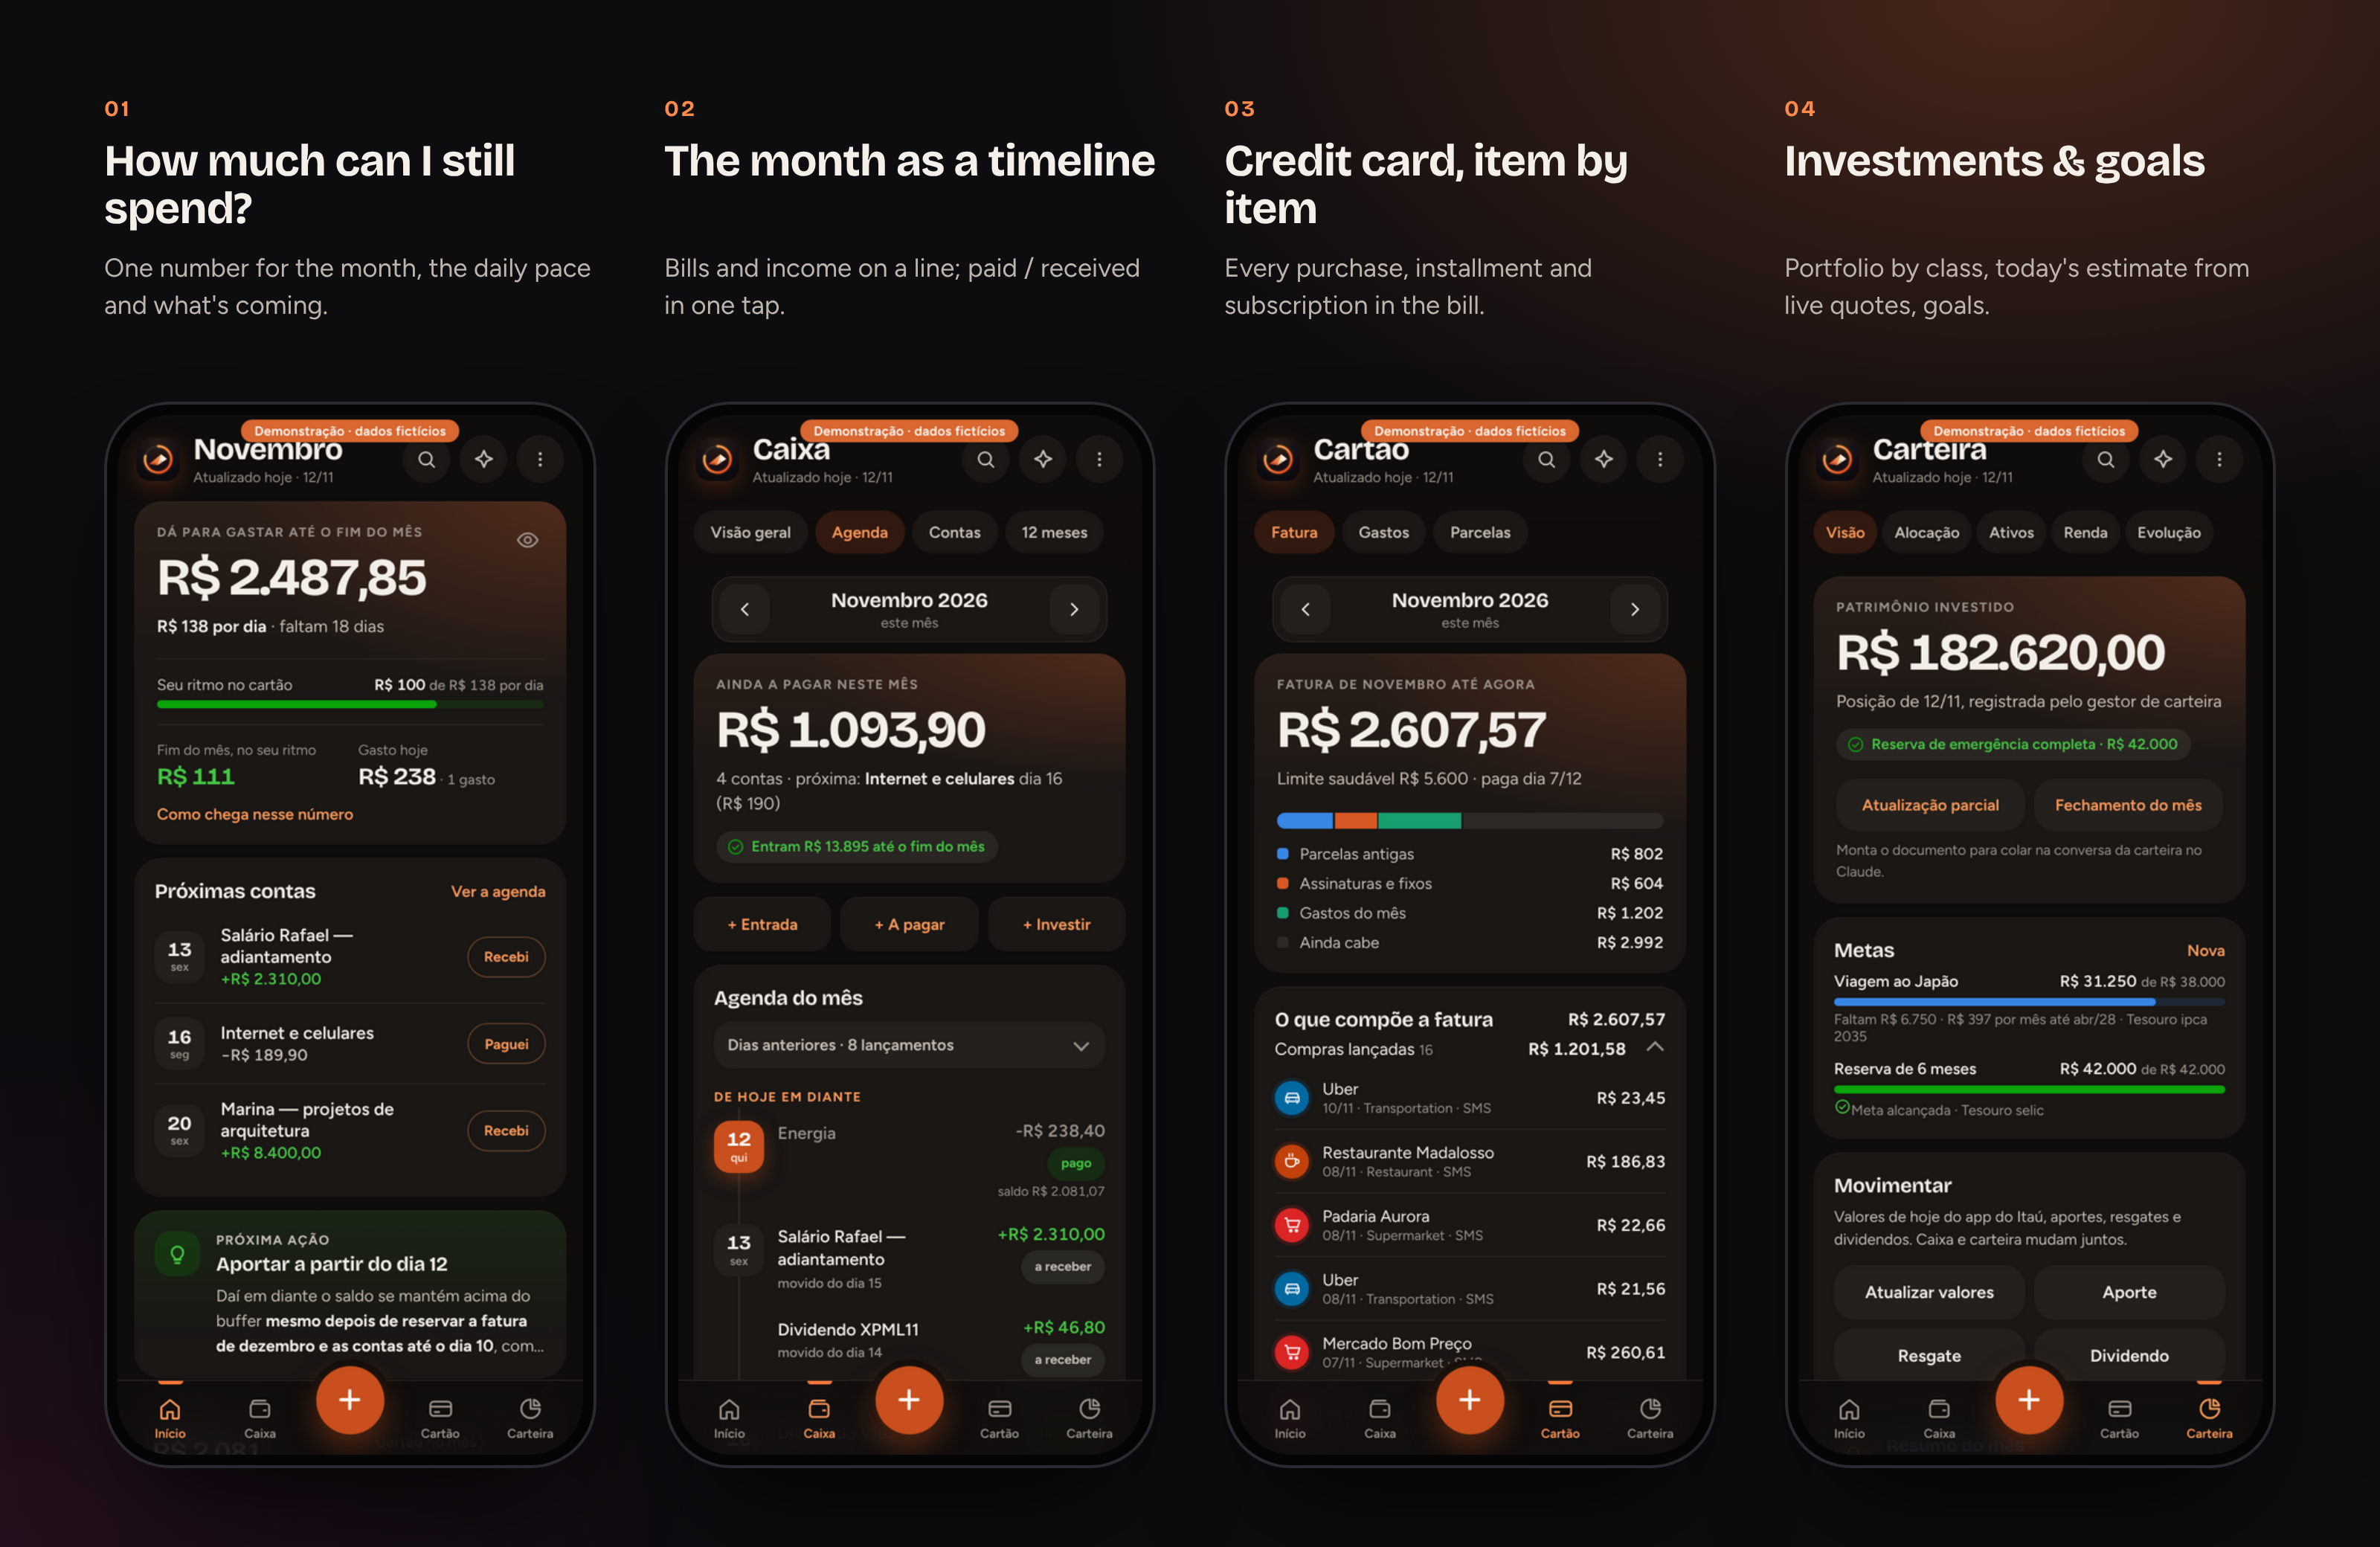 01
How much can I still
spend?
One number for the month, the daily pace
and what's coming.
02
The month as a timeline
Bills and income on a line; paid / received
in one tap.
03
Credit card, item by
item
Every purchase, installment and
subscription in the bill.
04
Investments & goals
Portfolio by class, today's estimate from
live quotes, goals.
Demonstração · dados fictícios
Novembro
Atualizado hoje · 12/11
DÁ PARA GASTAR ATÉ O FIM DO MÊS
R$ 2.487,85
R$ 138 por dia · faltam 18 dias
Seu ritmo no cartão R$ 100 de R$ 138 por dia
Fim do mês, no seu ritmo Gasto hoje
R$ 111 R$ 238 · 1 gasto
Como chega nesse número
Próximas contas Ver a agenda
13 sex
Salário Rafael —
adiantamento
+R$ 2.310,00
Recebi
16 seg
Internet e celulares
−R$ 189,90
Paguei
20 sex
Marina — projetos de
arquitetura
+R$ 8.400,00
Recebi
PRÓXIMA AÇÃO
Aportar a partir do dia 12
Daí em diante o saldo se mantém acima do
buffer mesmo depois de reservar a fatura
de dezembro e as contas até o dia 10, com...
R$ 2.081
Início Caixa + Cartão Carteira
Demonstração · dados fictícios
Caixa
Atualizado hoje · 12/11
Visão geral Agenda Contas 12 meses
Novembro 2026
este mês
AINDA A PAGAR NESTE MÊS
R$ 1.093,90
4 contas · próxima: Internet e celulares dia 16
(R$ 190)
Entram R$ 13.895 até o fim do mês
+ Entrada + A pagar + Investir
Agenda do mês
Dias anteriores · 8 lançamentos
DE HOJE EM DIANTE
12 qui
Energia -R$ 238,40
pago
saldo R$ 2.081,07
13 sex
Salário Rafael — +R$ 2.310,00
adiantamento a receber
movido do dia 15
Dividendo XPML11 +R$ 46,80
movido do dia 14 a receber
Início Caixa + Cartão Carteira
Demonstração · dados fictícios
Cartão
Atualizado hoje · 12/11
Fatura Gastos Parcelas
Novembro 2026
este mês
FATURA DE NOVEMBRO ATÉ AGORA
R$ 2.607,57
Limite saudável R$ 5.600 · paga dia 7/12
Parcelas antigas R$ 802
Assinaturas e fixos R$ 604
Gastos do mês R$ 1.202
Ainda cabe R$ 2.992
O que compõe a fatura R$ 2.607,57
Compras lançadas 16 R$ 1.201,58
Uber R$ 23,45
10/11 · Transportation · SMS
Restaurante Madalosso R$ 186,83
08/11 · Restaurant · SMS
Padaria Aurora R$ 22,66
08/11 · Supermarket · SMS
Uber R$ 21,56
08/11 · Transportation · SMS
Mercado Bom Preço R$ 260,61
07/11 · Supermarket · SMS
Início Caixa + Cartão Carteira
Demonstração · dados fictícios
Carteira
Atualizado hoje · 12/11
Visão Alocação Ativos Renda Evolução
PATRIMÔNIO INVESTIDO
R$ 182.620,00
Posição de 12/11, registrada pelo gestor de carteira
Reserva de emergência completa · R$ 42.000
Atualização parcial Fechamento do mês
Monta o documento para colar na conversa da carteira no
Claude.
Metas Nova
Viagem ao Japão R$ 31.250 de R$ 38.000
Faltam R$ 6.750 · R$ 397 por mês até abr/28 · Tesouro ipca
2035
Reserva de 6 meses R$ 42.000 de R$ 42.000
Meta alcançada · Tesouro selic
Movimentar
Valores de hoje do app do Itaú, aportes, resgates e
dividendos. Caixa e carteira mudam juntos.
Atualizar valores Aporte
Resgate Dividendo
Resumo do mês
Início Caixa + Cartão Carteira